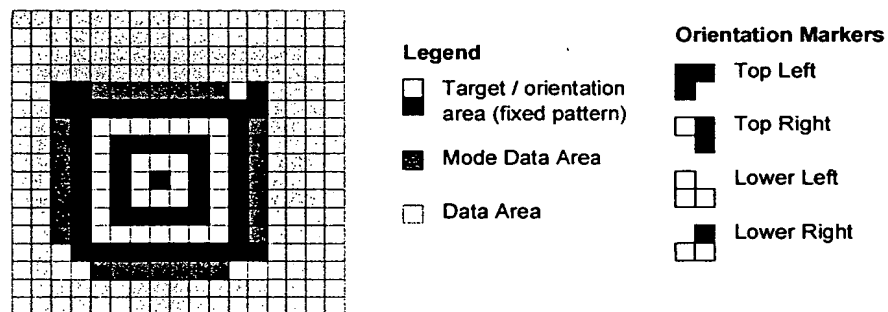 Legend
Target / orientation
area (fixed pattern)
Mode Data Area
Data Area
Orientation Markers
Top Left
Top Right
Lower Left
Lower Right